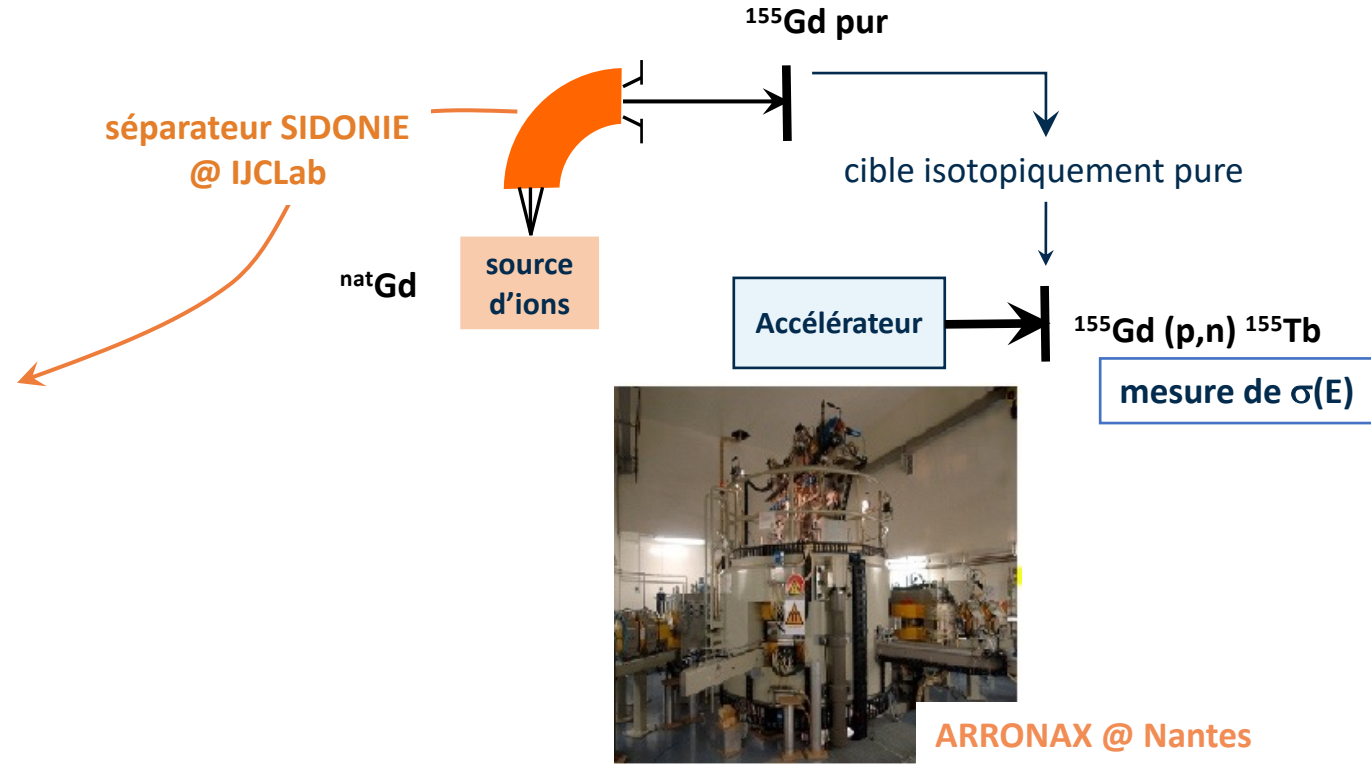 ¹⁵⁵Gd pur
séparateur SIDONIE
@ IJCLab
cible isotopiquement pure
ⁿᵃᵗGd
source
d’ions
Accélérateur
¹⁵⁵Gd (p,n) ¹⁵⁵Tb
mesure de σ(E)
ARRONAX @ Nantes